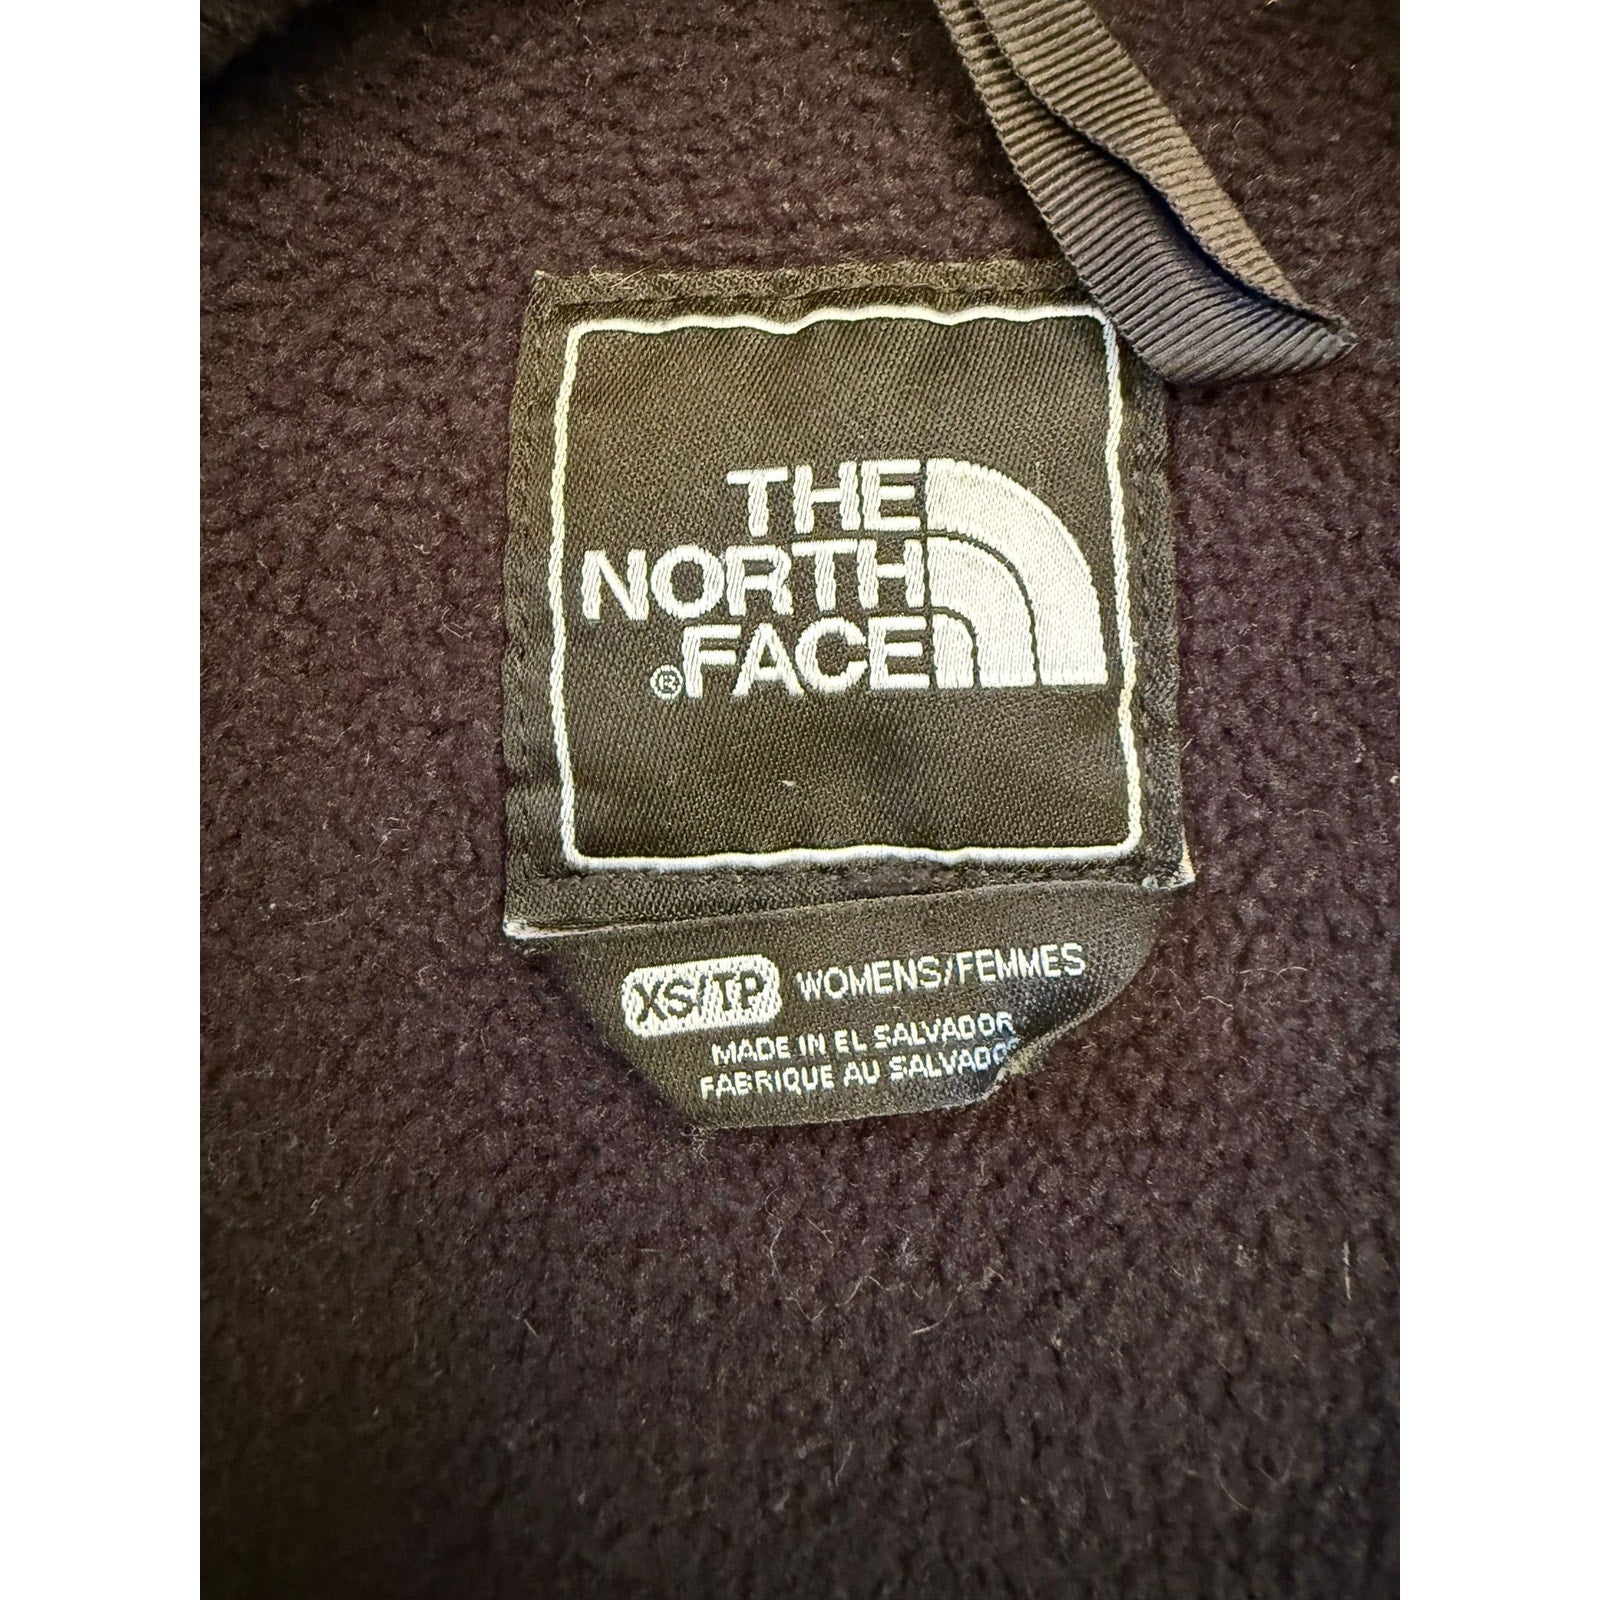 THE
NORTH
®FACE
XS/TP WOMENS/FEMMES
MADE IN EL SALVADOR
FABRIQUE AU SALVADOR